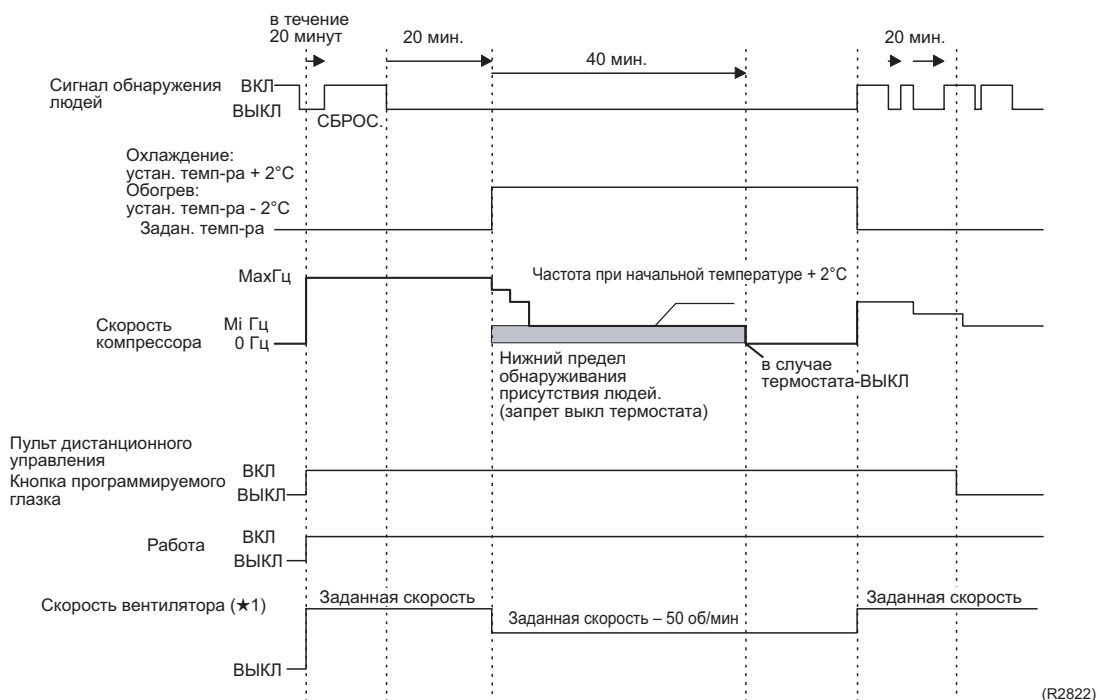 в течение
20 минут
20 мин.
20 мин.
40 мин.
Сигнал обнаружения
людей
ВКЛ
ВЫКЛ
СБРОС.
Охлаждение:
устан. темп-ра + 2°C
Обогрев:
устан. темп-ра - 2°C
Задан. темп-ра
МахГц
Частота при начальной температуре + 2°C
Скорость
компрессора
Mi Гц
0 Гц
Нижний предел
обнаруживания
присутствия людей.
(запрет выкл термостата)
в случае
термостата-ВЫКЛ
Пульт дистанционного
управления
Кнопка программируемого
глазка
ВКЛ
ВЫКЛ
Работа
ВКЛ
ВЫКЛ
Скорость вентилятора (★1)
Заданная скорость
Заданная скорость – 50 об/мин
Заданная скорость
ВЫКЛ
(R2822)